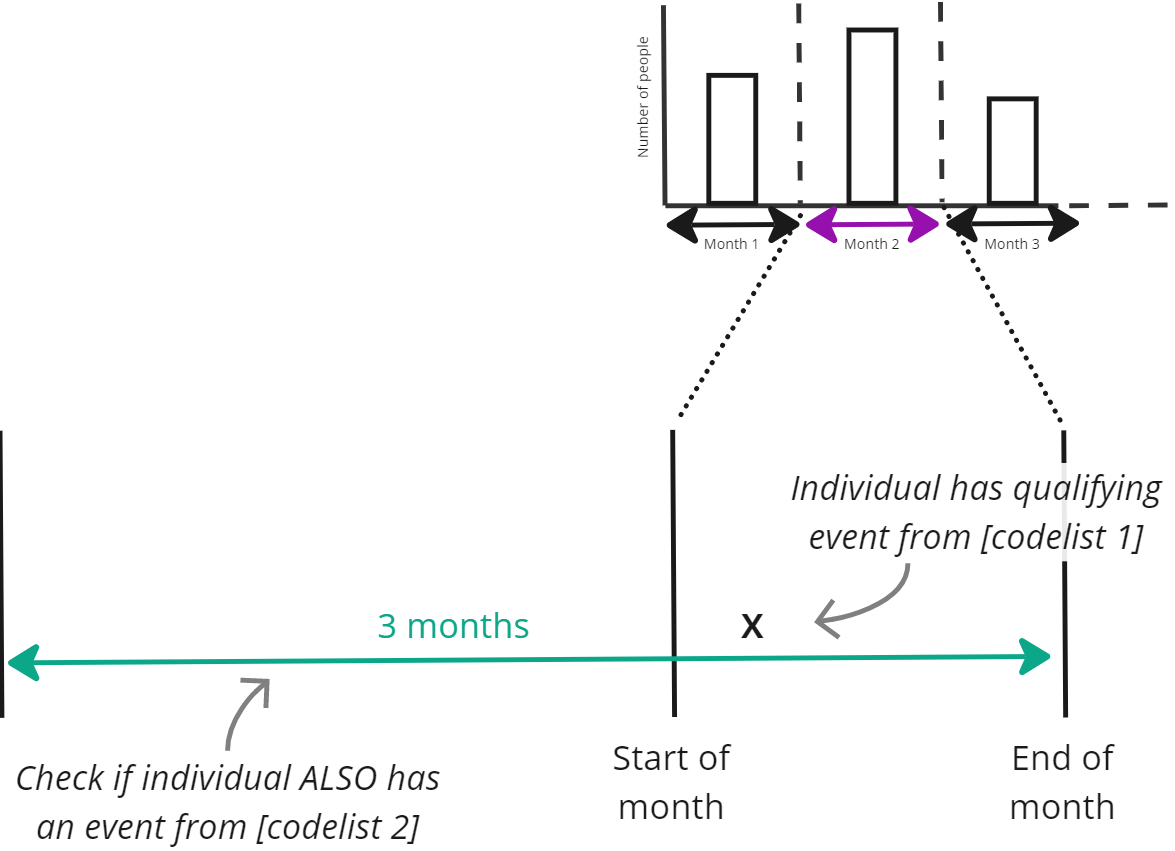 Number of people
Month 1
Month 2
Month 3
Individual has qualifying
event from [codelist 1]
3 months
X
Check if individual ALSO has
an event from [codelist 2]
Start of
month
End of
month